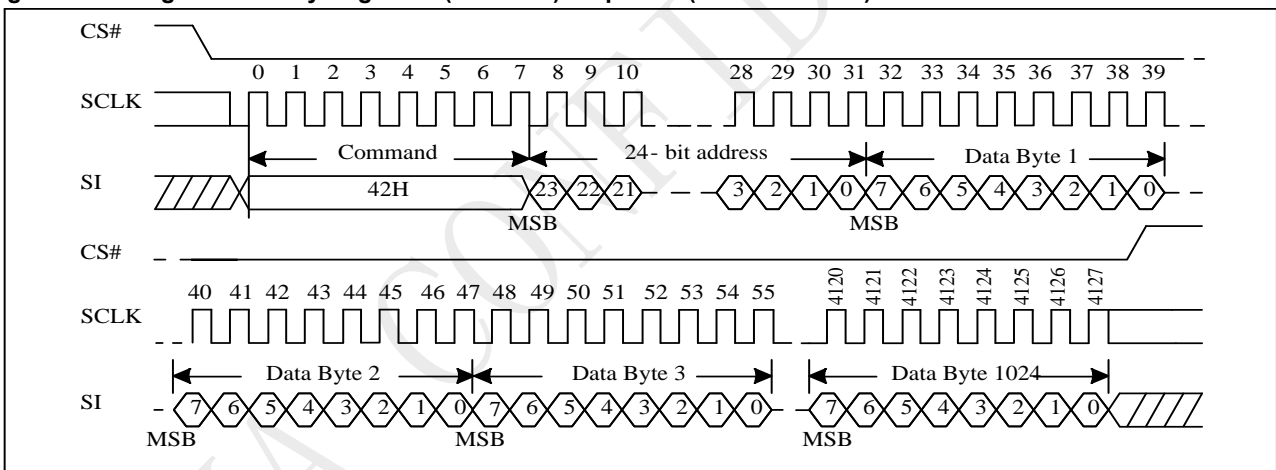 CS#
0 1 2 3 4 5 6 7 8 9 10 28 29 30 31 32 33 34 35 36 37 38 39
SCLK
Command 24- bit address Data Byte 1
SI 42H 23 22 21 3 2 1 0 7 6 5 4 3 2 1 0
MSB MSB
CS#
40 41 42 43 44 45 46 47 48 49 50 51 52 53 54 55 4120 4121 4122 4123 4124 4125 4126 4127
SCLK
Data Byte 2 Data Byte 3 Data Byte 1024
SI 7 6 5 4 3 2 1 0 7 6 5 4 3 2 1 0 7 6 5 4 3 2 1 0
MSB MSB MSB